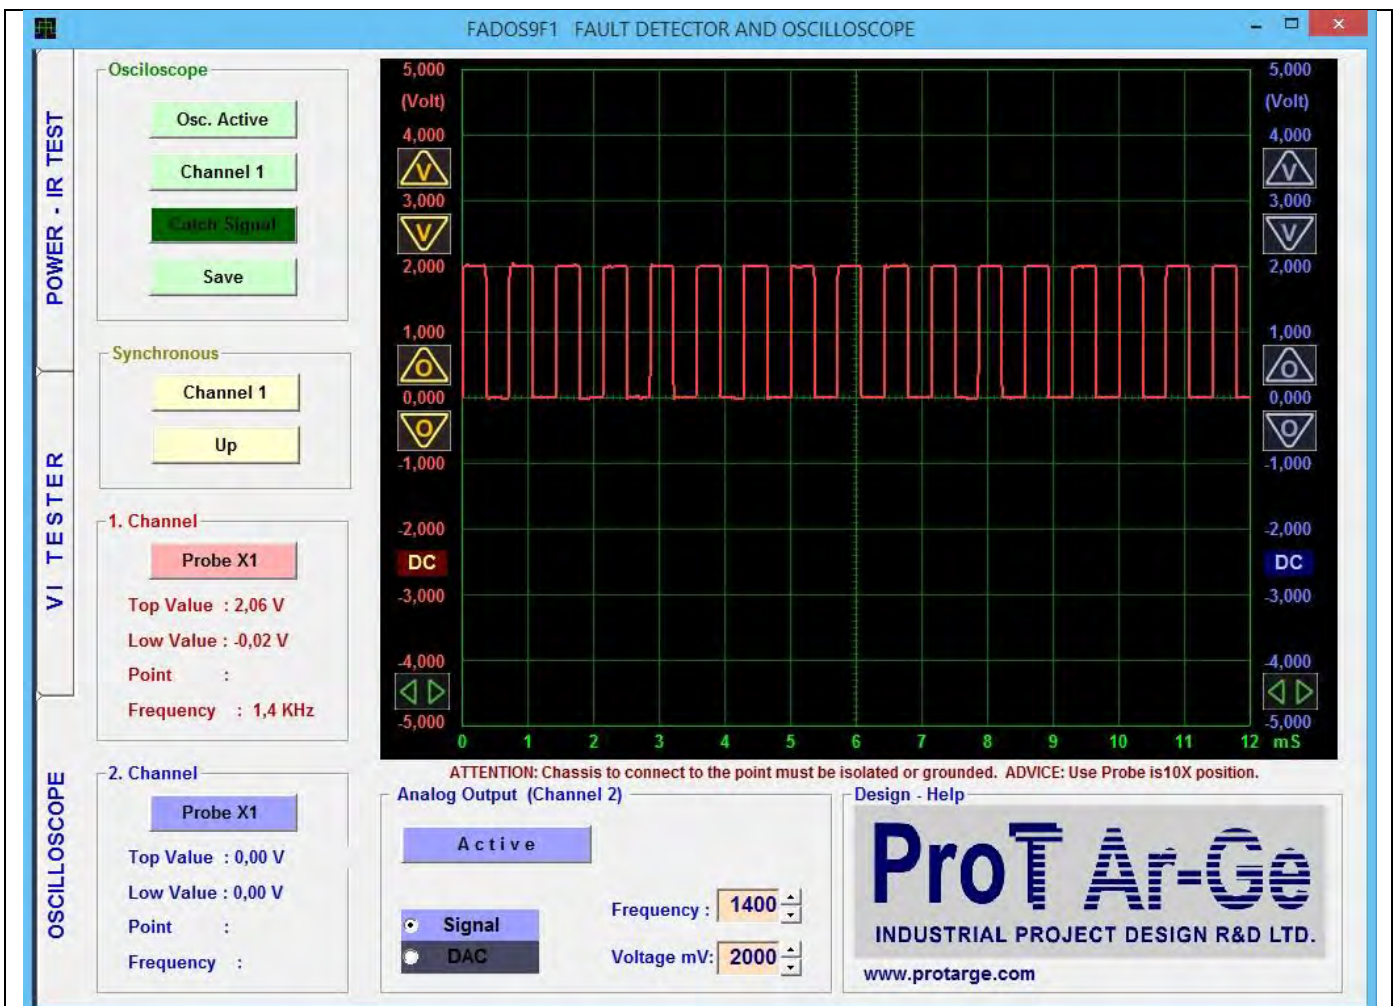 FADOS9F1 FAULT DETECTOR AND OSCILLOSCOPE
POWER - IR TEST
VI TESTER
OSCILLOSCOPE
Osciloscope
Osc. Active
Channel 1
Catch Signal
Save
Synchronous
Channel 1
Up
1. Channel
Probe X1
Top Value : 2,06 V
Low Value : -0,02 V
Point :
Frequency : 1,4 KHz
2. Channel
Probe X1
Top Value : 0,00 V
Low Value : 0,00 V
Point :
Frequency :
5,000
(Volt)
4,000
V
3,000
V
2,000
1,000
O
0,000
O
-1,000
-2,000
DC
-3,000
-4,000
-5,000
5,000
(Volt)
4,000
V
3,000
V
2,000
1,000
O
0,000
O
-1,000
-2,000
DC
-3,000
-4,000
-5,000
0 1 2 3 4 5 6 7 8 9 10 11 12 mS
ATTENTION: Chassis to connect to the point must be isolated or grounded. ADVICE: Use Probe is10X position.
Analog Output (Channel 2)
Active
Signal
DAC
Frequency : 1400
Voltage mV: 2000
Design - Help
ProT Ar-Ge
INDUSTRIAL PROJECT DESIGN R&D LTD.
www.protarge.com